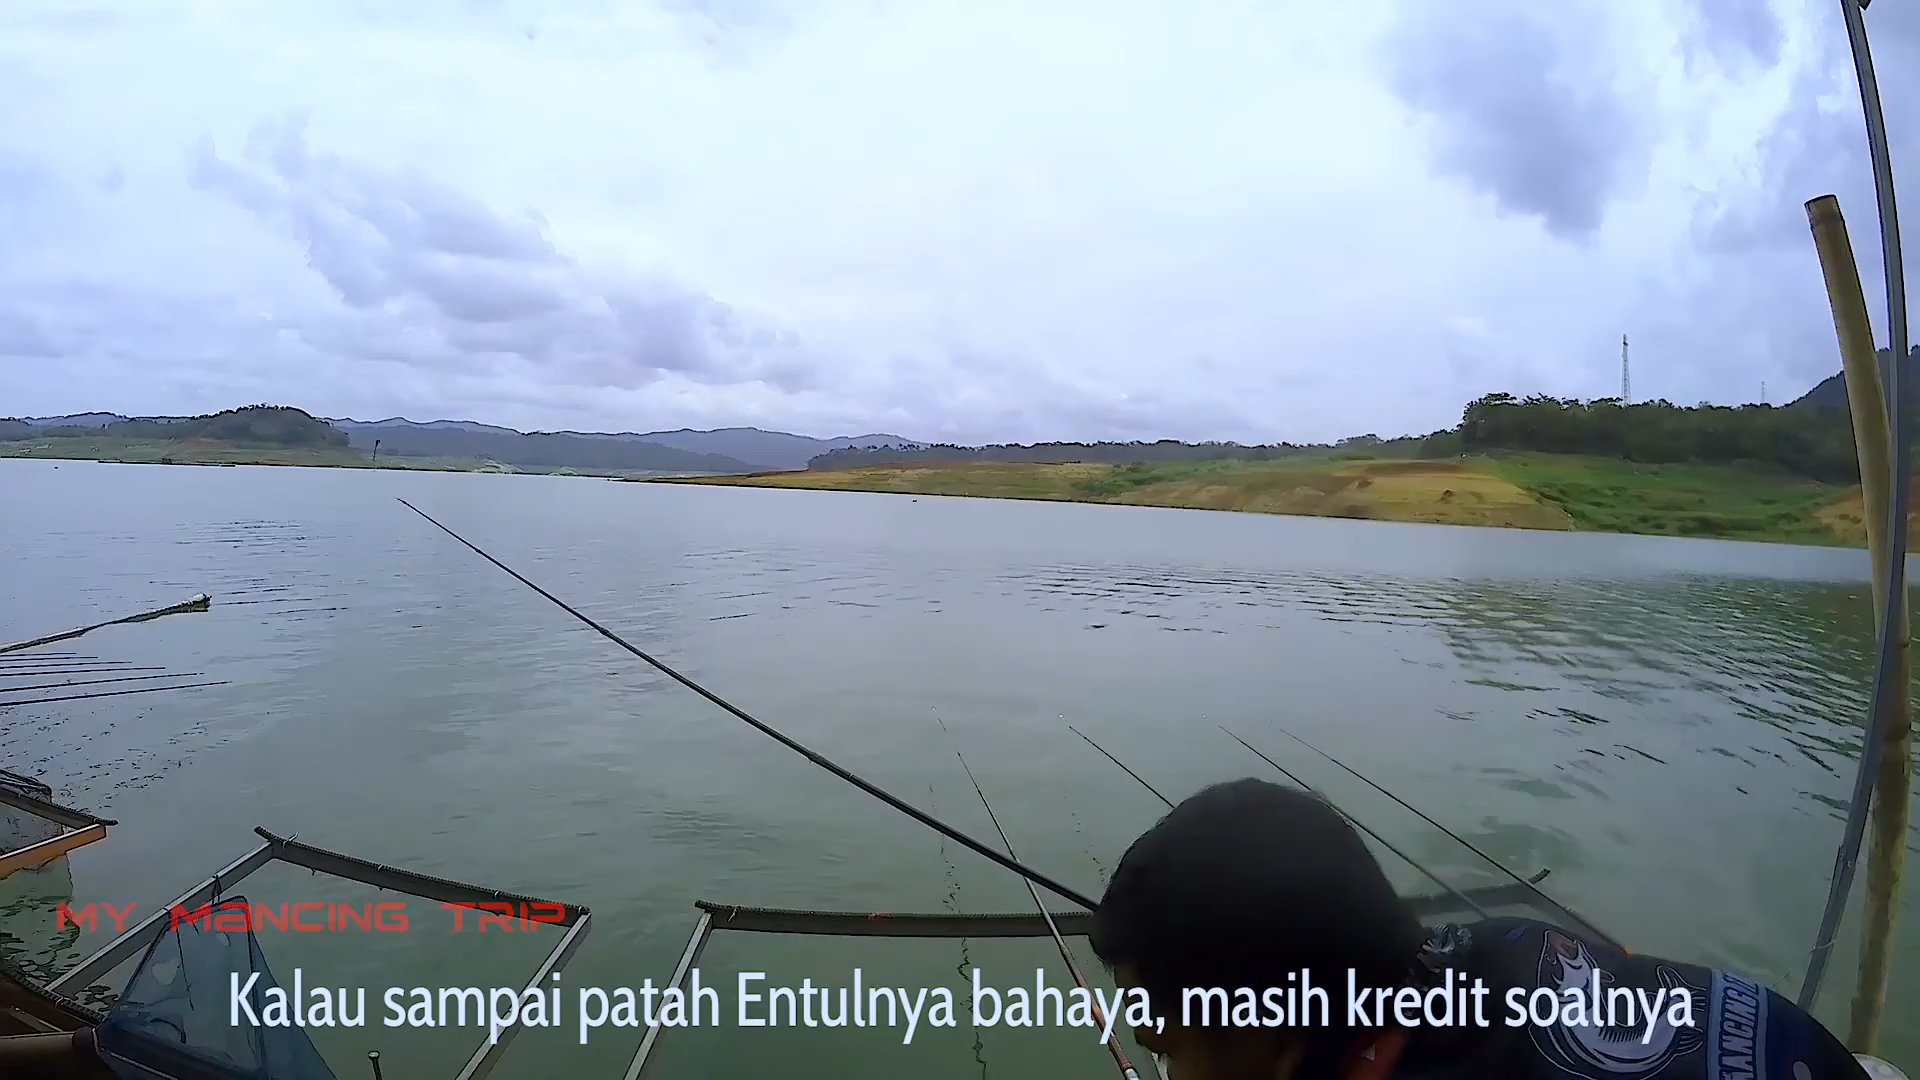 MY MANCING TRIP
Kalau sampai patah Entulnya bahaya, masih kredit soalnya